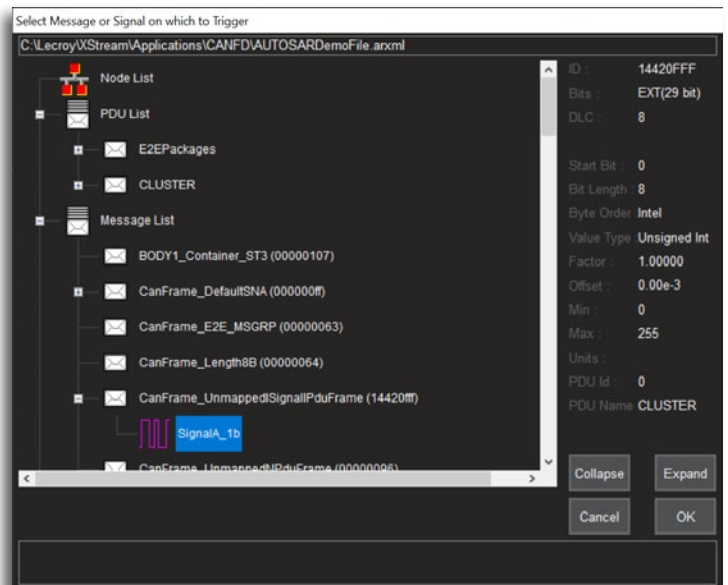 Select Message or Signal on which to Trigger
C:\Lecroy\XStream\Applications\CANFD\AUTOSARDemoFile.arxml
Node List
PDU List
E2EPackages
CLUSTER
Message List
BODY1_Container_ST3 (00000107)
CanFrame_DefaultSNA (000000ff)
CanFrame_E2E_MSGRP (00000063)
CanFrame_Length8B (00000064)
CanFrame_UnmappedISignalIPduFrame (14420fff)
SignalA_1b
CanFrame_UnmappedNPduFrame (00000096)
ID : 14420FFF
Bits : EXT(29 bit)
DLC : 8
Start Bit : 0
Bit Length : 8
Byte Order Intel
Value Type Unsigned Int
Factor : 1.00000
Offset : 0.00e-3
Min : 0
Max : 255
Units :
PDU Id : 0
PDU Name CLUSTER
Collapse Expand
Cancel OK